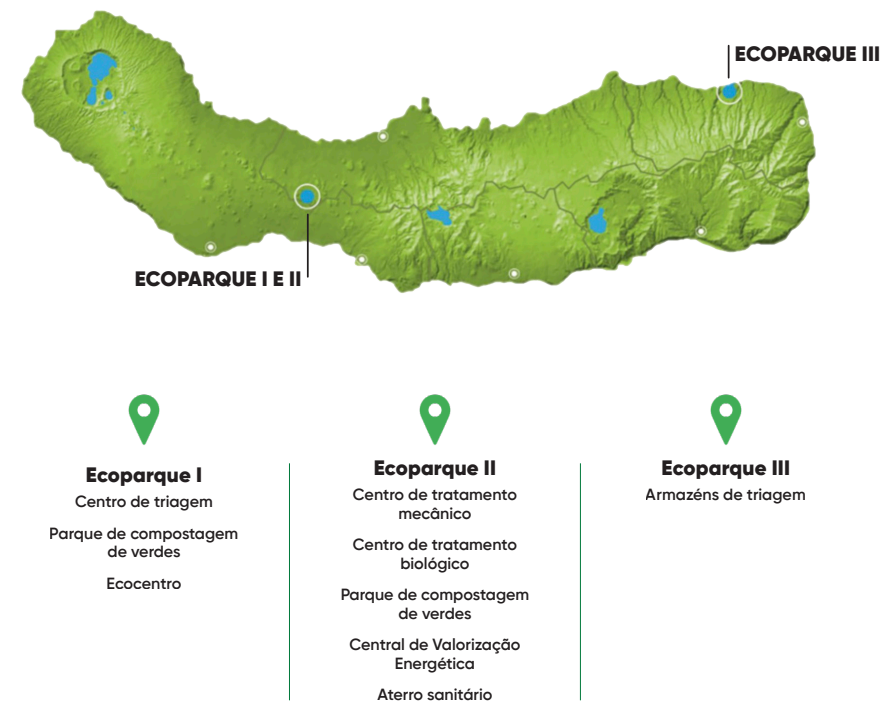 ECOPARQUE III
ECOPARQUE I E II
Ecoparque I
Centro de triagem
Parque de compostagem
de verdes
Ecocentro
Ecoparque II
Centro de tratamento
mecânico
Centro de tratamento
biológico
Parque de compostagem
de verdes
Central de Valorização
Energética
Aterro sanitário
Ecoparque III
Armazéns de triagem